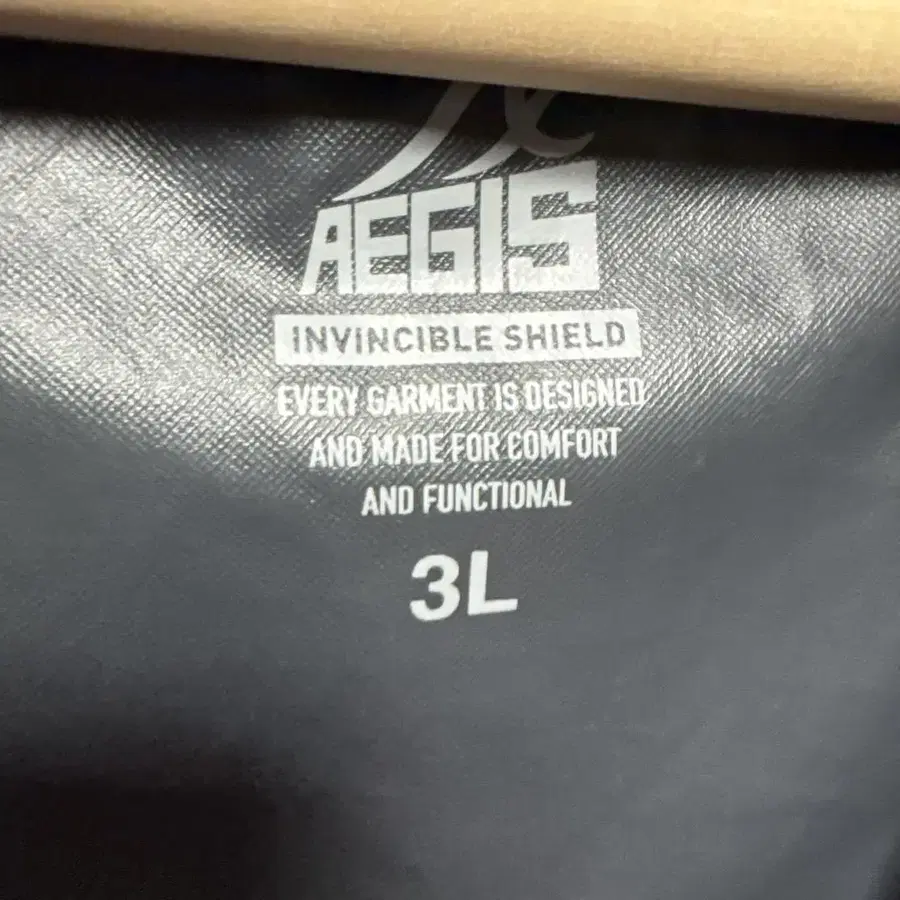 AEGIS
INVINCIBLE SHIELD
EVERY GARMENT IS DESIGNED
AND MADE FOR COMFORT
AND FUNCTIONAL
3L